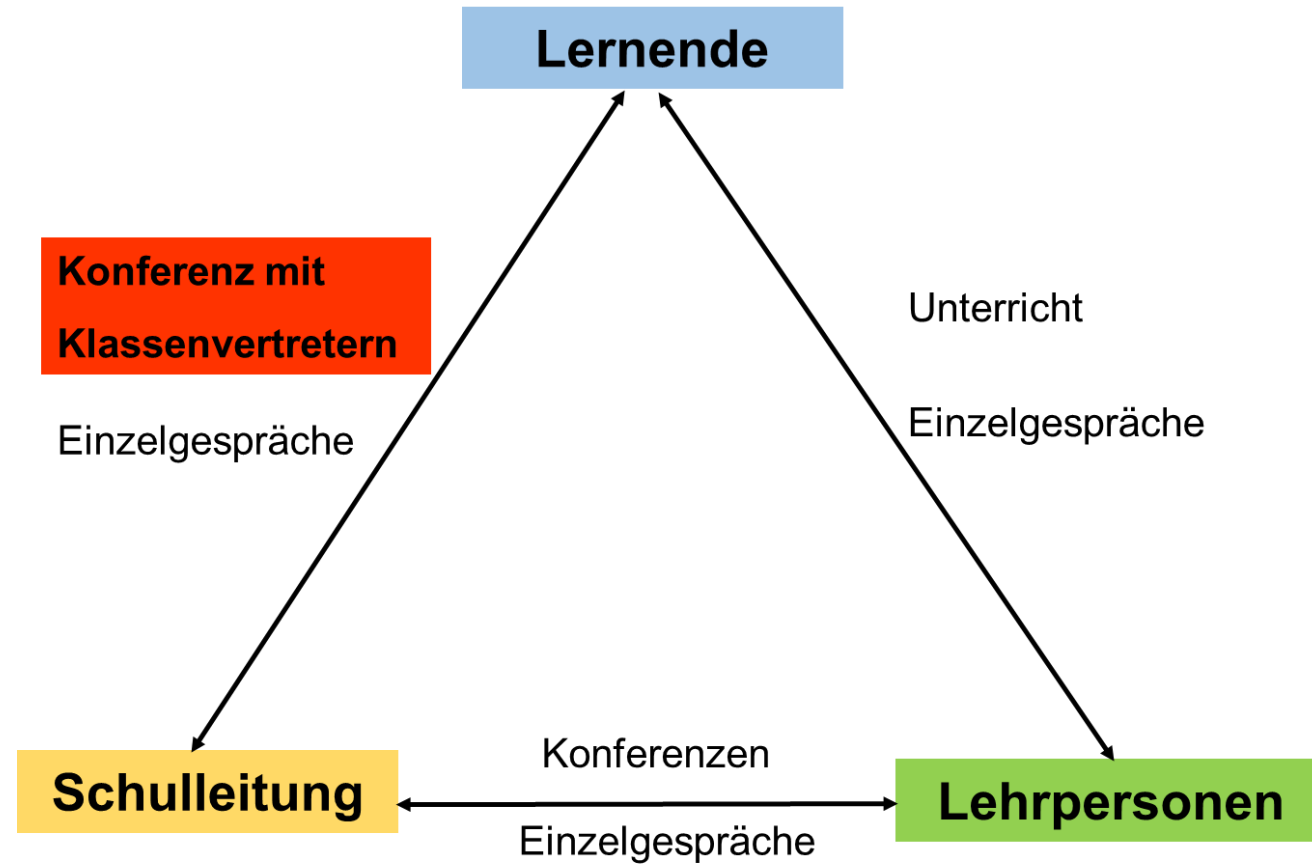 Lernende
Konferenz mit
Klassenvertretern
Einzelgespräche
Unterricht
Einzelgespräche
Schulleitung
Konferenzen
Einzelgespräche
Lehrpersonen